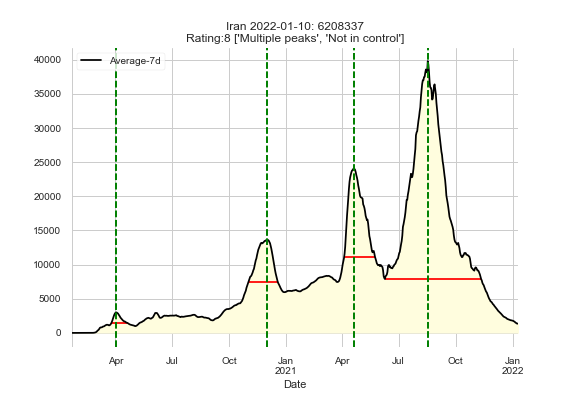 Iran 2022-01-10: 6208337
Rating:8 ['Multiple peaks', 'Not in control']
Average-7d
40000
35000
30000
25000
20000
15000
10000
5000
0
Apr Jul Oct Jan Apr Jul Oct Jan
2021 2022
Date